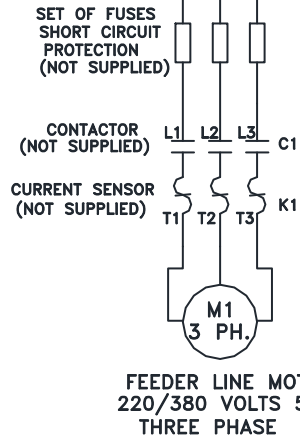 SET OF FUSES
SHORT CIRCUIT
PROTECTION
(NOT SUPPLIED)
CONTACTOR
(NOT SUPPLIED)
L1 L2 L3
C1
CURRENT SENSOR
(NOT SUPPLIED)
K1
T1 T2 T3
M1
3 PH.
FEEDER LINE
220/380 VOLTS
THREE PHASE